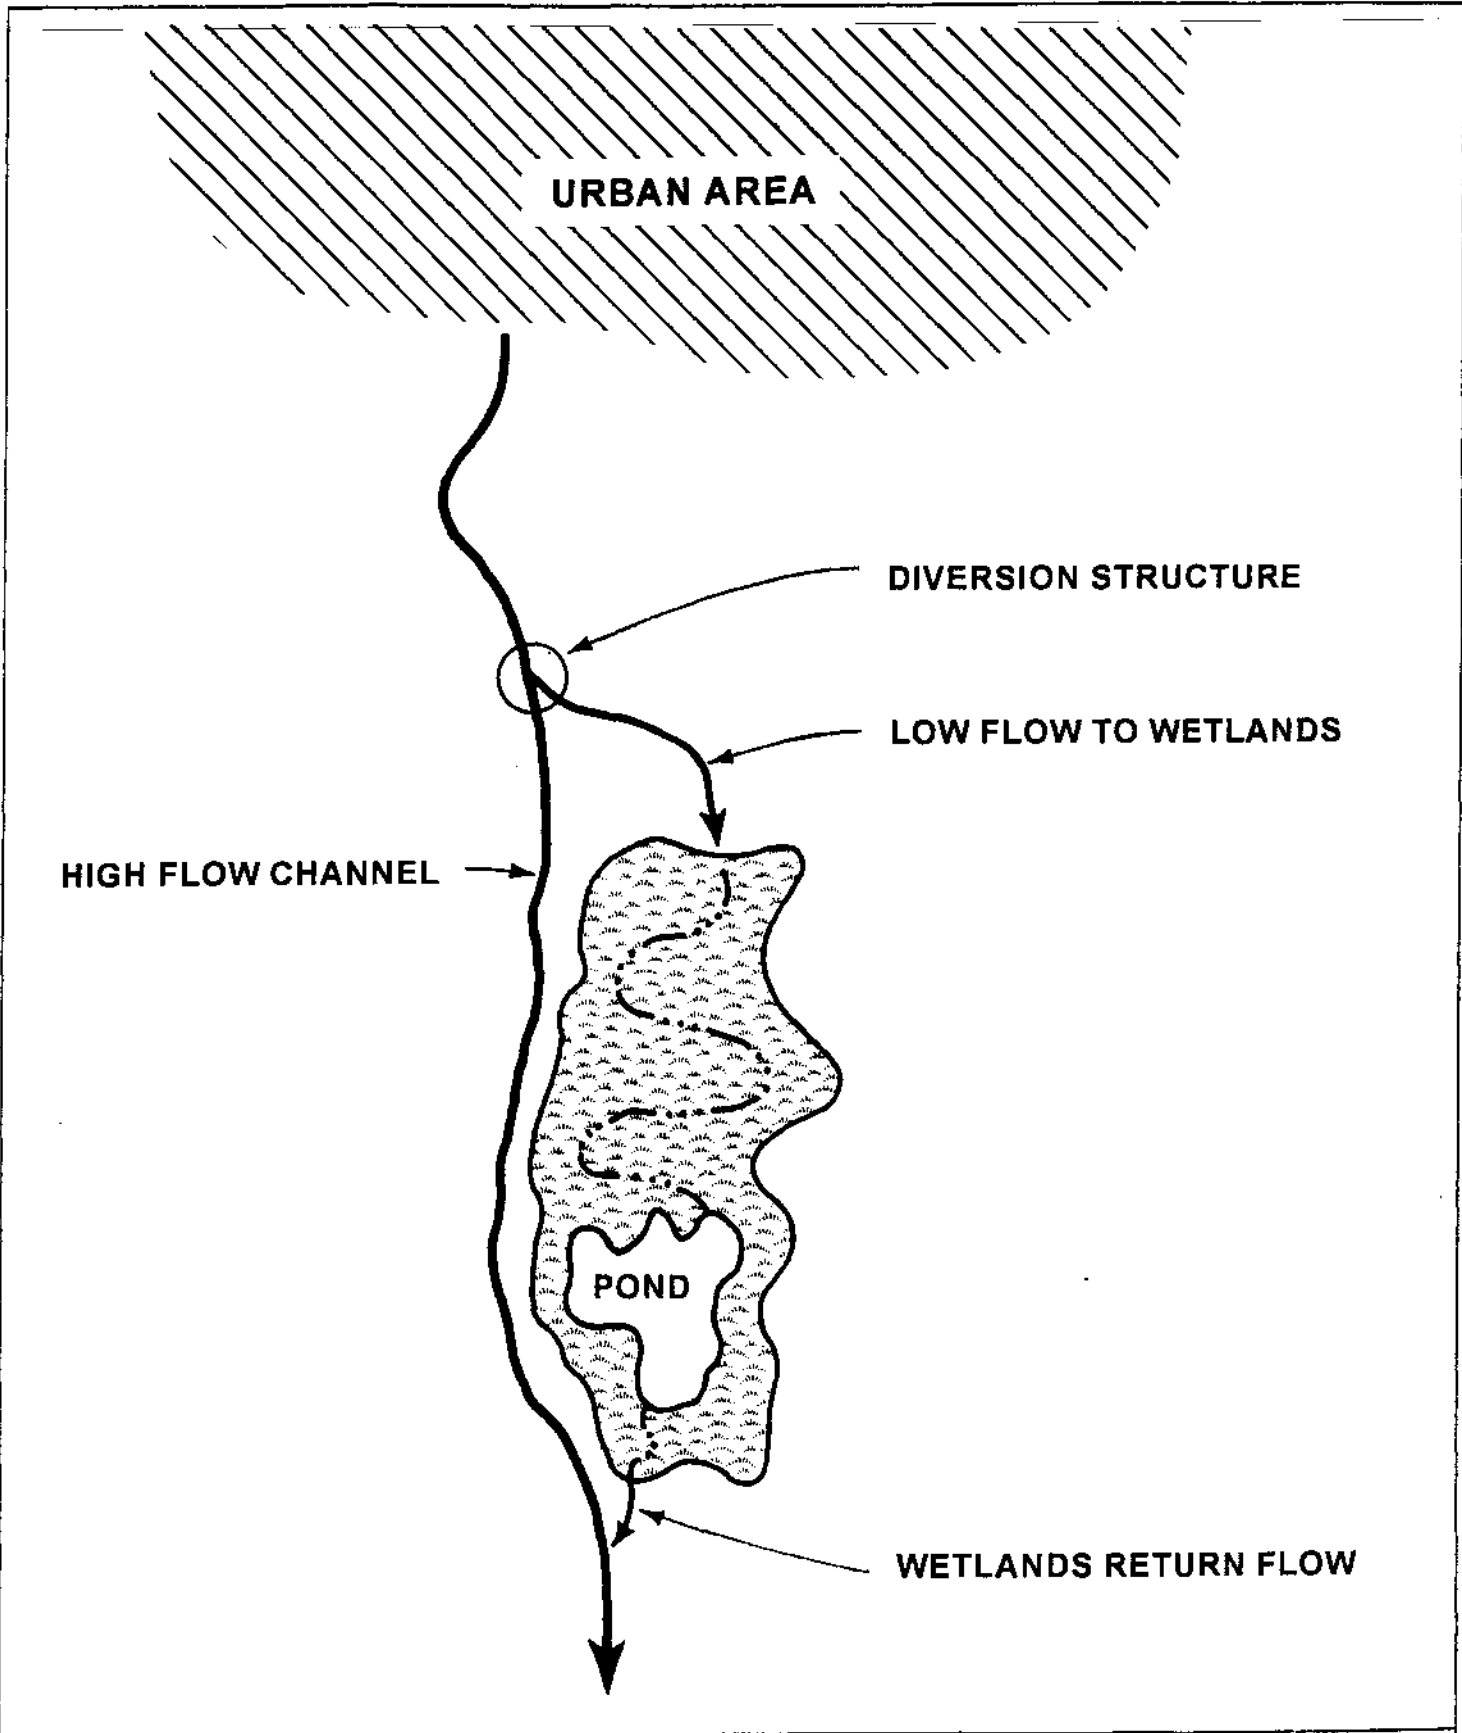 URBAN AREA
DIVERSION STRUCTURE
LOW FLOW TO WETLANDS
HIGH FLOW CHANNEL
POND
WETLANDS RETURN FLOW